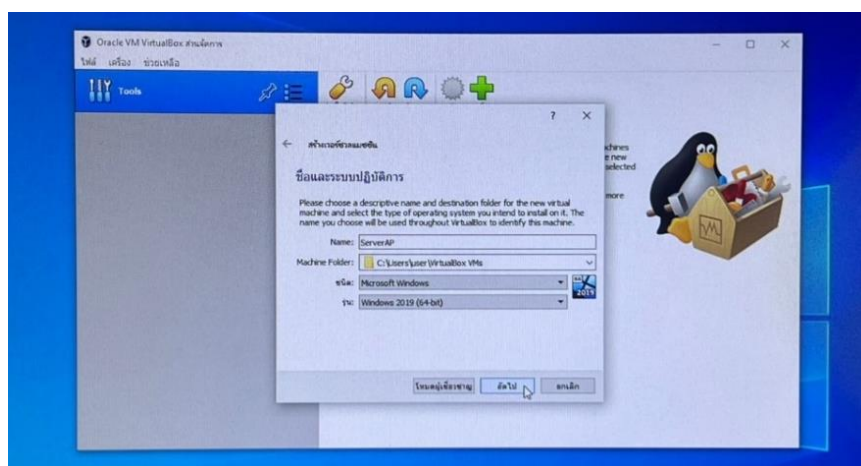 Oracle VM VirtualBox ส่วนจัดการ
ไฟล์ เครื่อง ช่วยเหลือ
Tools
สร้างเวอร์ชวลแมชชีน
chines
e new
selected
more
ชื่อและระบบปฏิบัติการ
Please choose a descriptive name and destination folder for the new virtual
machine and select the type of operating system you intend to install on it. The
name you choose will be used throughout VirtualBox to identify this machine.
Name: ServerAP
Machine Folder: C:\Users\user\VirtualBox VMs
ชนิด: Microsoft Windows
รุ่น: Windows 2019 (64-bit)
2019
โหมดผู้เชี่ยวชาญ ถัดไป ยกเลิก